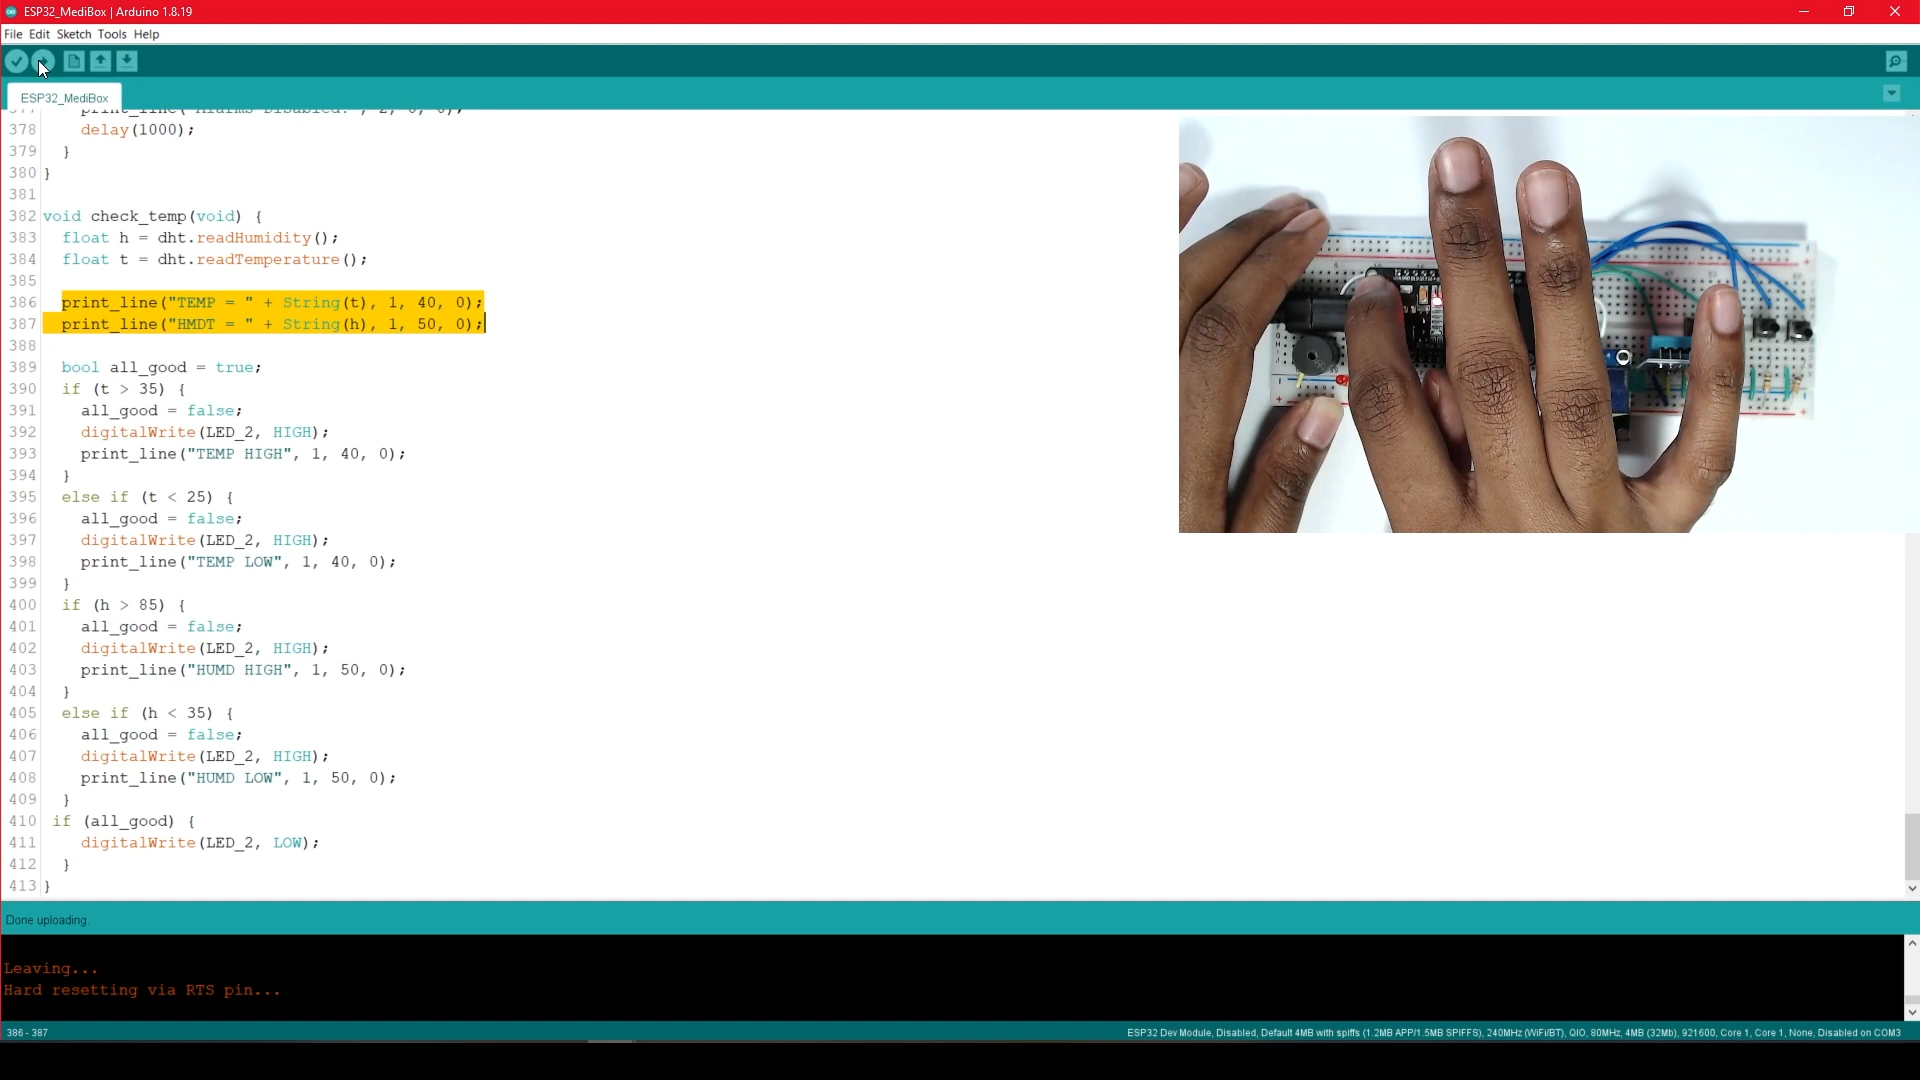 ESP32_MediBox | Arduino 1.8.19
File Edit Sketch Tools Help
ESP32_MediBox
377 print_line("Alarms Disabled!", 2, 0, 0);
378 delay(1000);
379 }
380 }
381
382 void check_temp(void) {
383 float h = dht.readHumidity();
384 float t = dht.readTemperature();
385
386 print_line("TEMP = " + String(t), 1, 40, 0);
387 print_line("HMDT = " + String(h), 1, 50, 0);
388
389 bool all_good = true;
390 if (t > 35) {
391 all_good = false;
392 digitalWrite(LED_2, HIGH);
393 print_line("TEMP HIGH", 1, 40, 0);
394 }
395 else if (t < 25) {
396 all_good = false;
397 digitalWrite(LED_2, HIGH);
398 print_line("TEMP LOW", 1, 40, 0);
399 }
400 if (h > 85) {
401 all_good = false;
402 digitalWrite(LED_2, HIGH);
403 print_line("HUMD HIGH", 1, 50, 0);
404 }
405 else if (h < 35) {
406 all_good = false;
407 digitalWrite(LED_2, HIGH);
408 print_line("HUMD LOW", 1, 50, 0);
409 }
410 if (all_good) {
411 digitalWrite(LED_2, LOW);
412 }
413 }
Done uploading.
Leaving...
Hard resetting via RTS pin...
386 - 387
ESP32 Dev Module, Disabled, Default 4MB with spiffs (1.2MB APP/1.5MB SPIFFS), 240MHz (WiFi/BT), QIO, 80MHz, 4MB (32Mb), 921600, Core 1, Core 1, None, Disabled on COM3